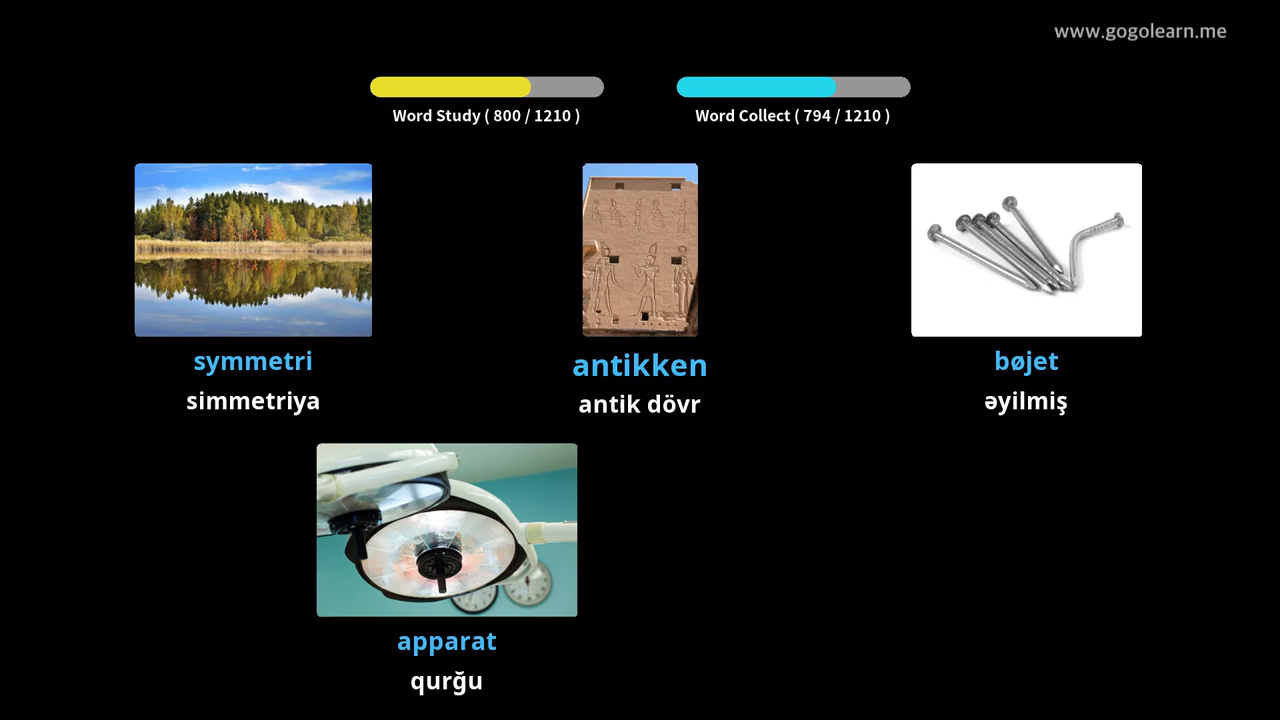 www.gogolearn.me
Word Study ( 800 / 1210 )
Word Collect ( 794 / 1210 )
symmetri
simmetriya
antikken
antik dövr
bøjet
əyilmiş
apparat
qurğu